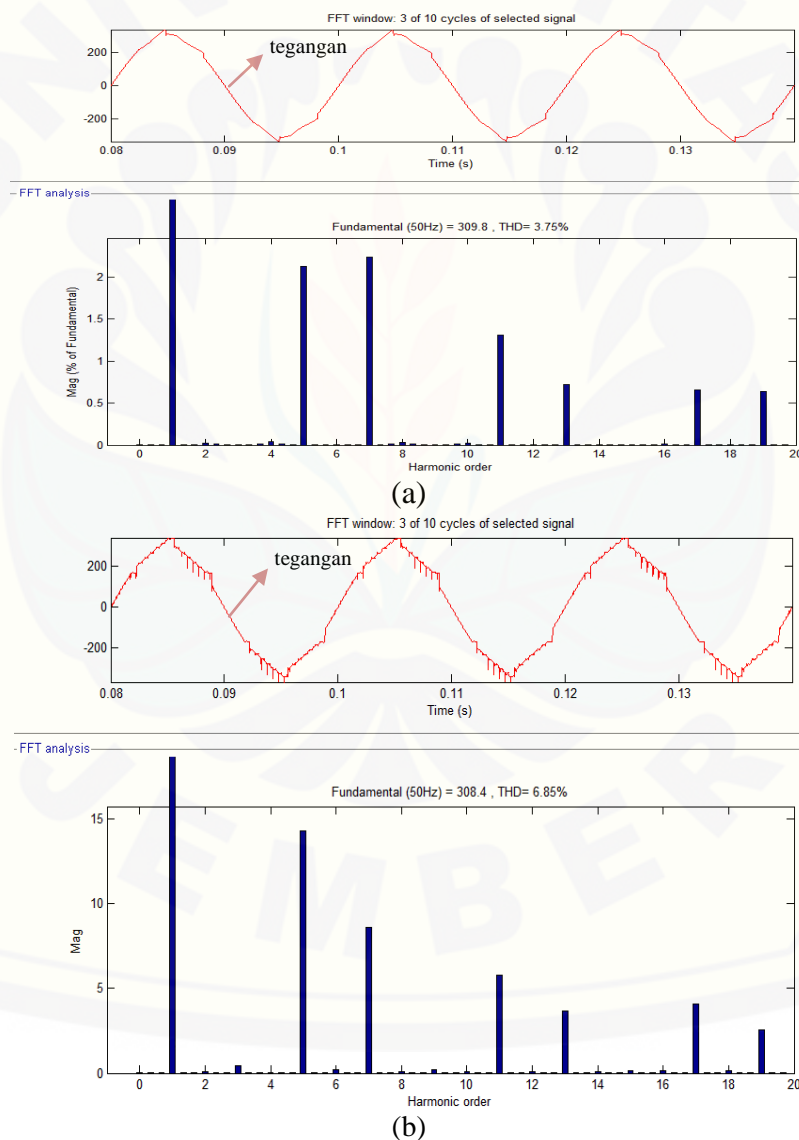 FFT window: 3 of 10 cycles of selected signal
tegangan
200
0
-200
0.08 0.09 0.1 0.11 0.12 0.13
Time (s)
FFT analysis
Fundamental (50Hz) = 309.8 , THD= 3.75%
Mag (% of Fundamental)
2
1.5
1
0.5
0
0 2 4 6 8 10 12 14 16 18 20
Harmonic order
(a)
FFT window: 3 of 10 cycles of selected signal
tegangan
200
0
-200
0.08 0.09 0.1 0.11 0.12 0.13
Time (s)
FFT analysis
Fundamental (50Hz) = 308.4 , THD= 6.85%
Mag
15
10
5
0
0 2 4 6 8 10 12 14 16 18 20
Harmonic order
(b)
JEMBER